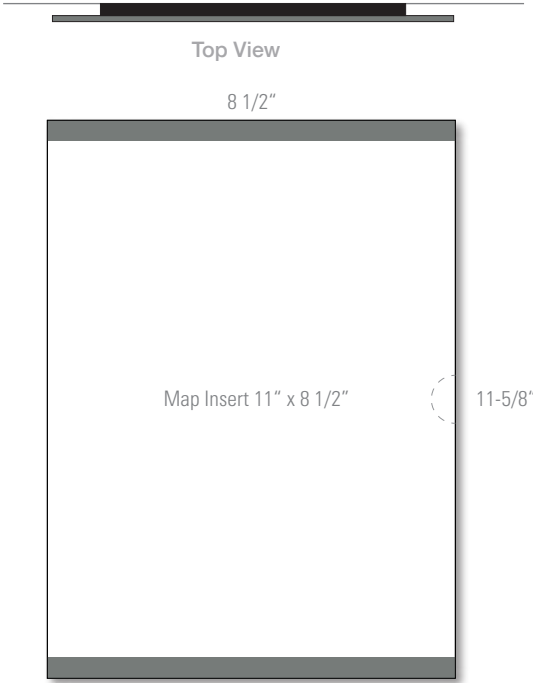 Top View
8 1/2“
Map Insert 11“ x 8 1/2”
11-5/8“